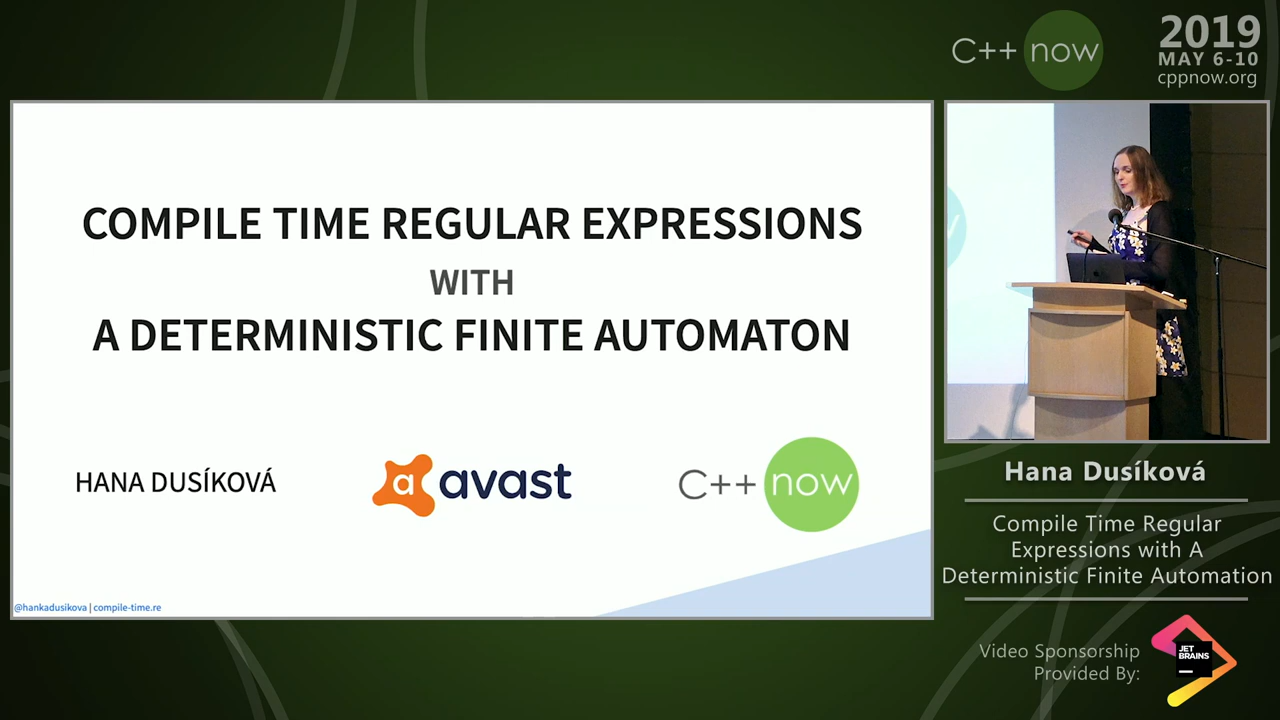 C++ now
2019
MAY 6-10
cppnow.org
COMPILE TIME REGULAR EXPRESSIONS
WITH
A DETERMINISTIC FINITE AUTOMATON
HANA DUSÍKOVÁ
a avast
C++ now
@hankadusikova | compile-time.re
Hana Dusíková
Compile Time Regular
Expressions with A
Deterministic Finite Automation
Video Sponsorship
Provided By:
JET
BRAINS